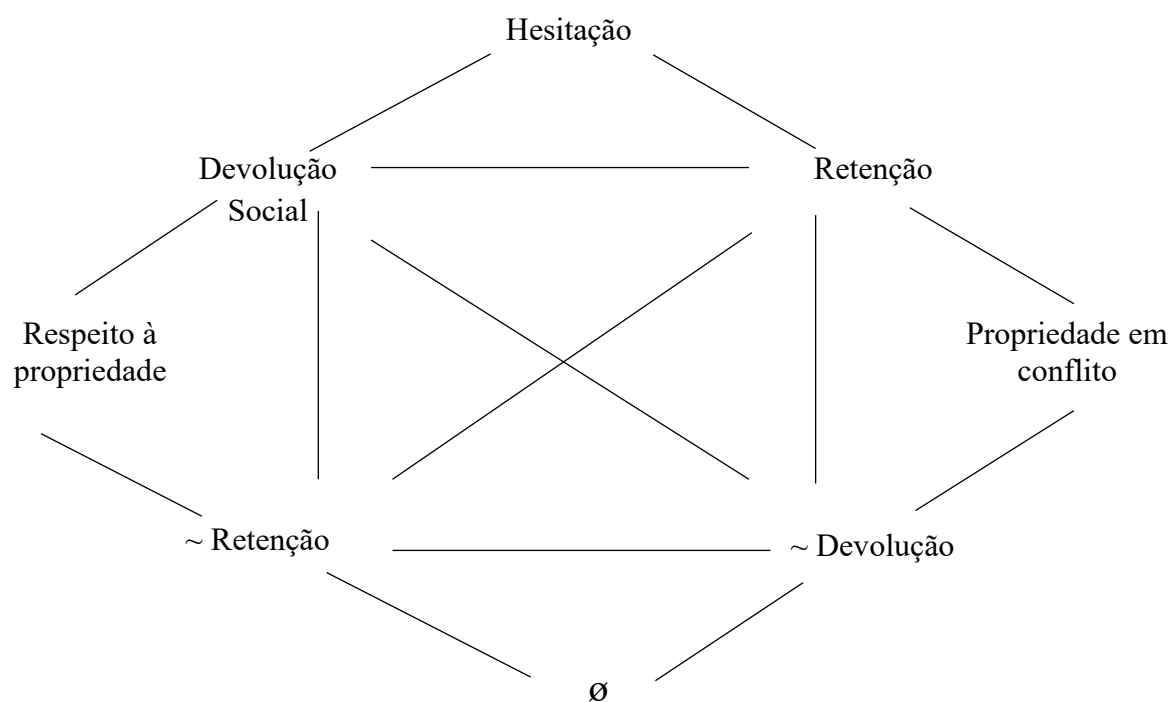 Hesitação
Devolução
Social
Retenção
Respeito à
propriedade
Propriedade em
conflito
~ Retenção
~ Devolução
ø